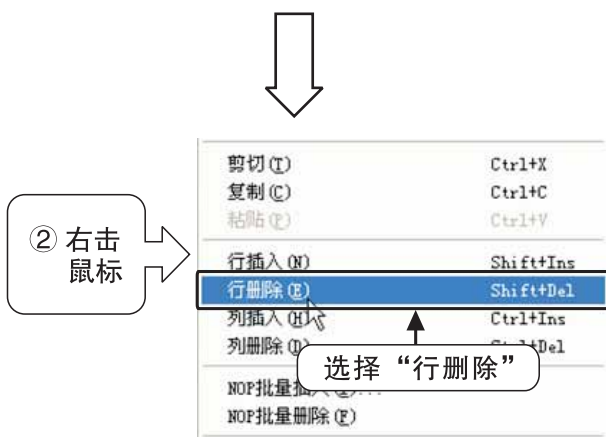 剪切(T) Ctrl+X
复制(C) Ctrl+C
粘贴(P) Ctrl+V
② 右击
鼠标
行插入(N) Shift+Ins
行删除(E) Shift+Del
列插入(H) Ctrl+Ins
列删除(D)
选择“行删除”
NOP批量插入
NOP批量删除(F)